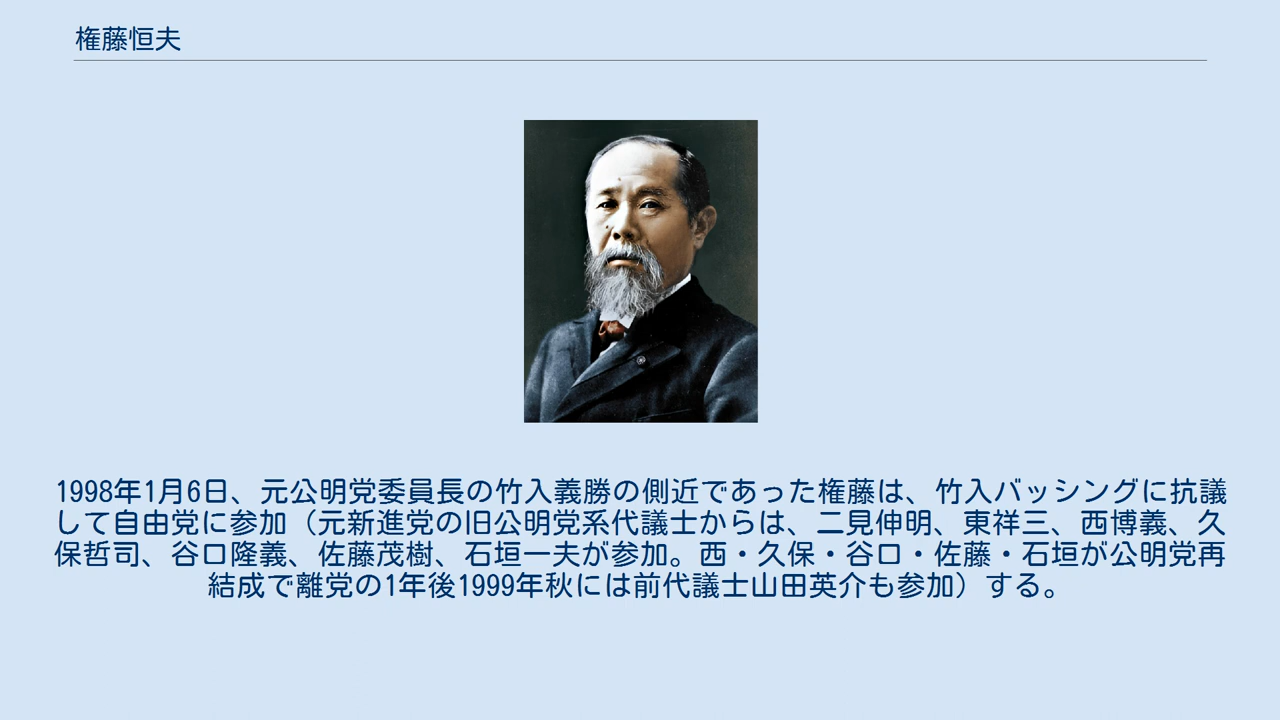 権藤恒夫
1998年1月6日、元公明党委員長の竹入義勝の側近であった権藤は、竹入バッシングに抗議
して自由党に参加（元新進党の旧公明党系代議士からは、二見伸明、東祥三、西博義、久
保哲司、谷口隆義、佐藤茂樹、石垣一夫が参加。西・久保・谷口・佐藤・石垣が公明党再
結成で離党の1年後1999年秋には前代議士山田英介も参加）する。